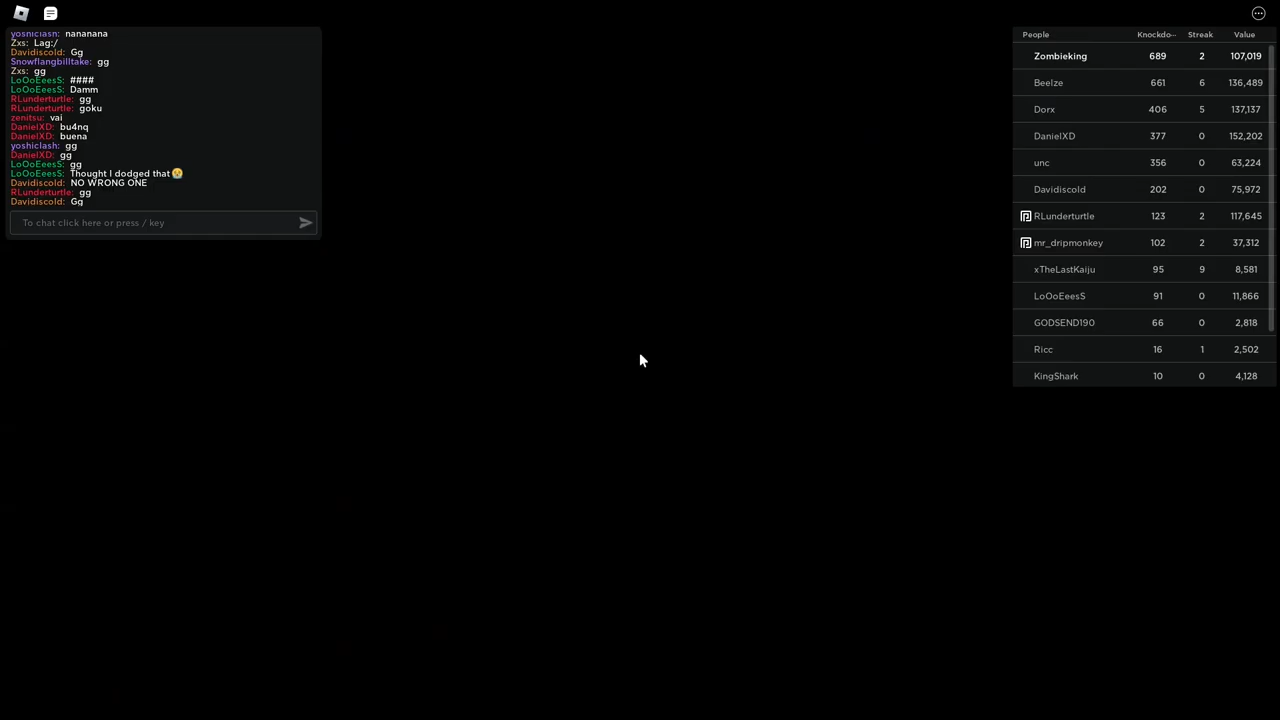 yoshiclash: nananana
Zxs: Lag:/
Davidiscold: Gg
Snowflangbilltake: gg
Zxs: gg
LoOoEeesS: ####
LoOoEeesS: Damm
RLunderturtle: gg
RLunderturtle: goku
zenitsu: vai
DanielXD: bu4nq
DanielXD: buena
yoshiclash: gg
DanielXD: gg
LoOoEeesS: gg
LoOoEeesS: Thought I dodged that😢
Davidiscold: NO WRONG ONE
RLunderturtle: gg
Davidiscold: Gg
To chat click here or press / key
People Knockdo-- Streak Value
Zombieking 689 2 107,019
Beelze 661 6 136,489
Dorx 406 5 137,137
DanielXD 377 0 152,202
unc 356 0 63,224
Davidiscold 202 0 75,972
RLunderturtle 123 2 117,645
mr_dripmonkey 102 2 37,312
xTheLastKaiju 95 9 8,581
LoOoEeesS 91 0 11,866
GODSEND190 66 0 2,818
Ricc 16 1 2,502
KingShark 10 0 4,128